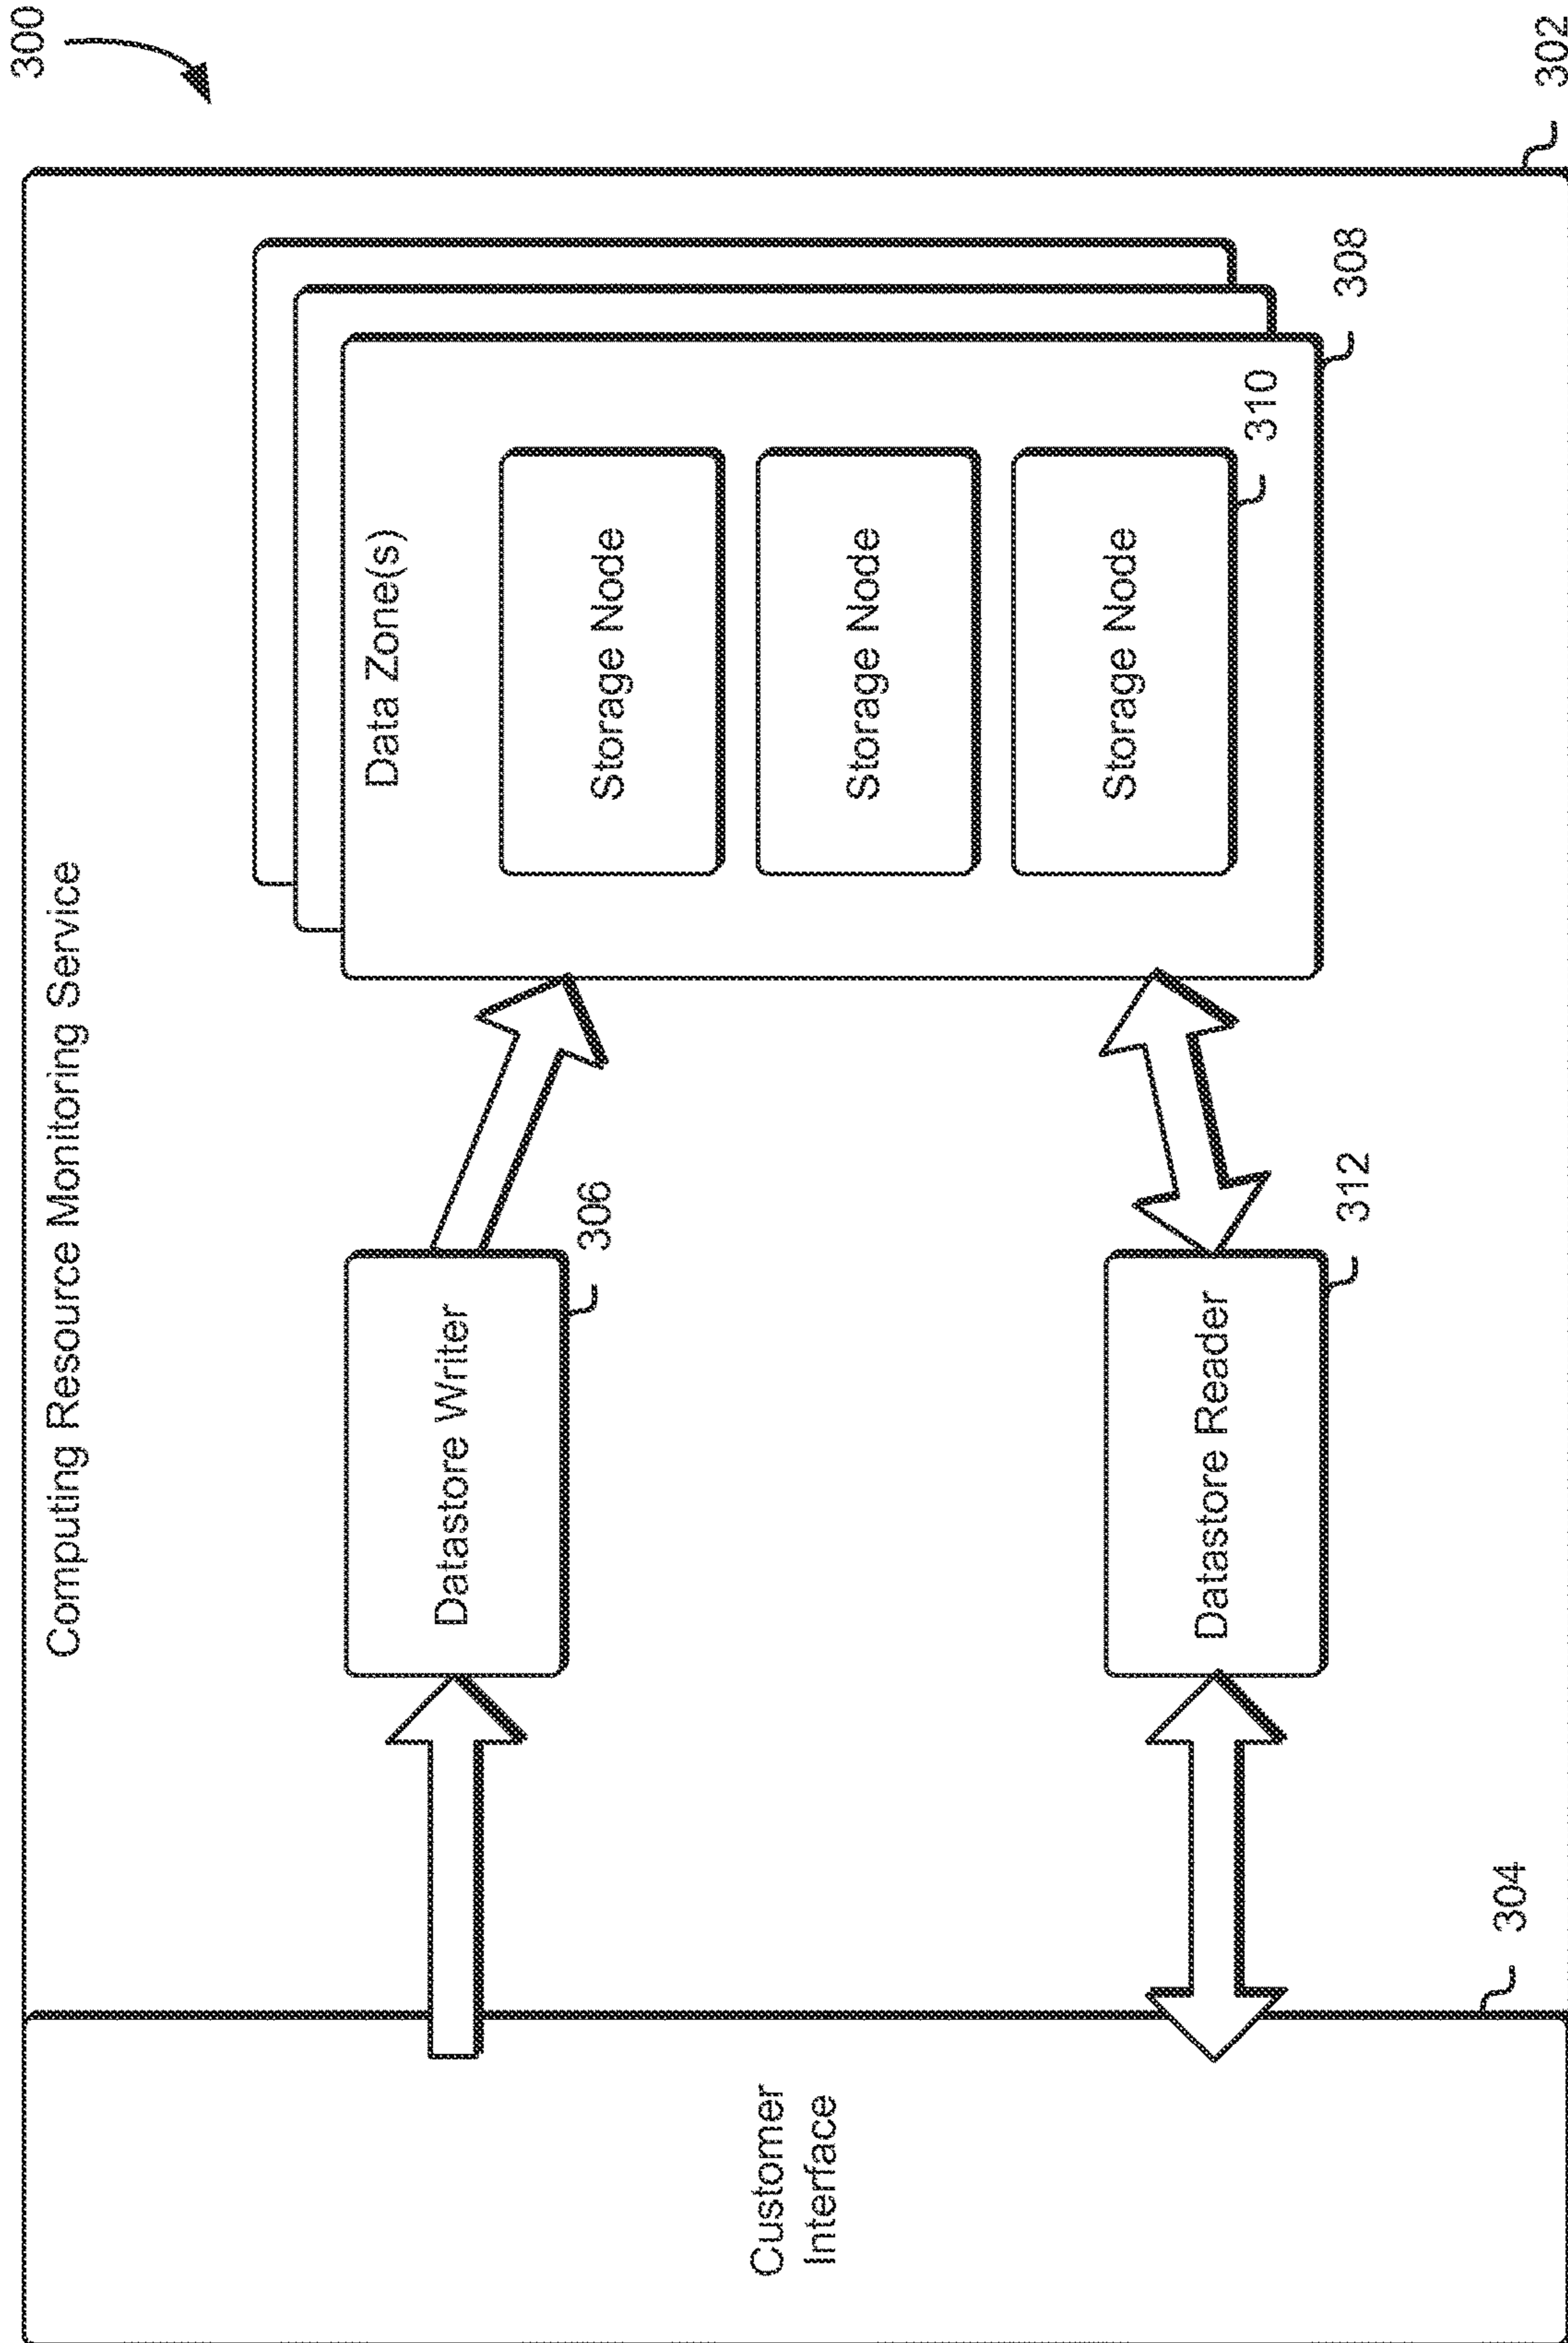 300
Computing Resource Monitoring Service
302
Customer
Interface
304
Datastore Writer
306
Data Zone(s)
308
Storage Node
Storage Node
Storage Node
310
Datastore Reader
312